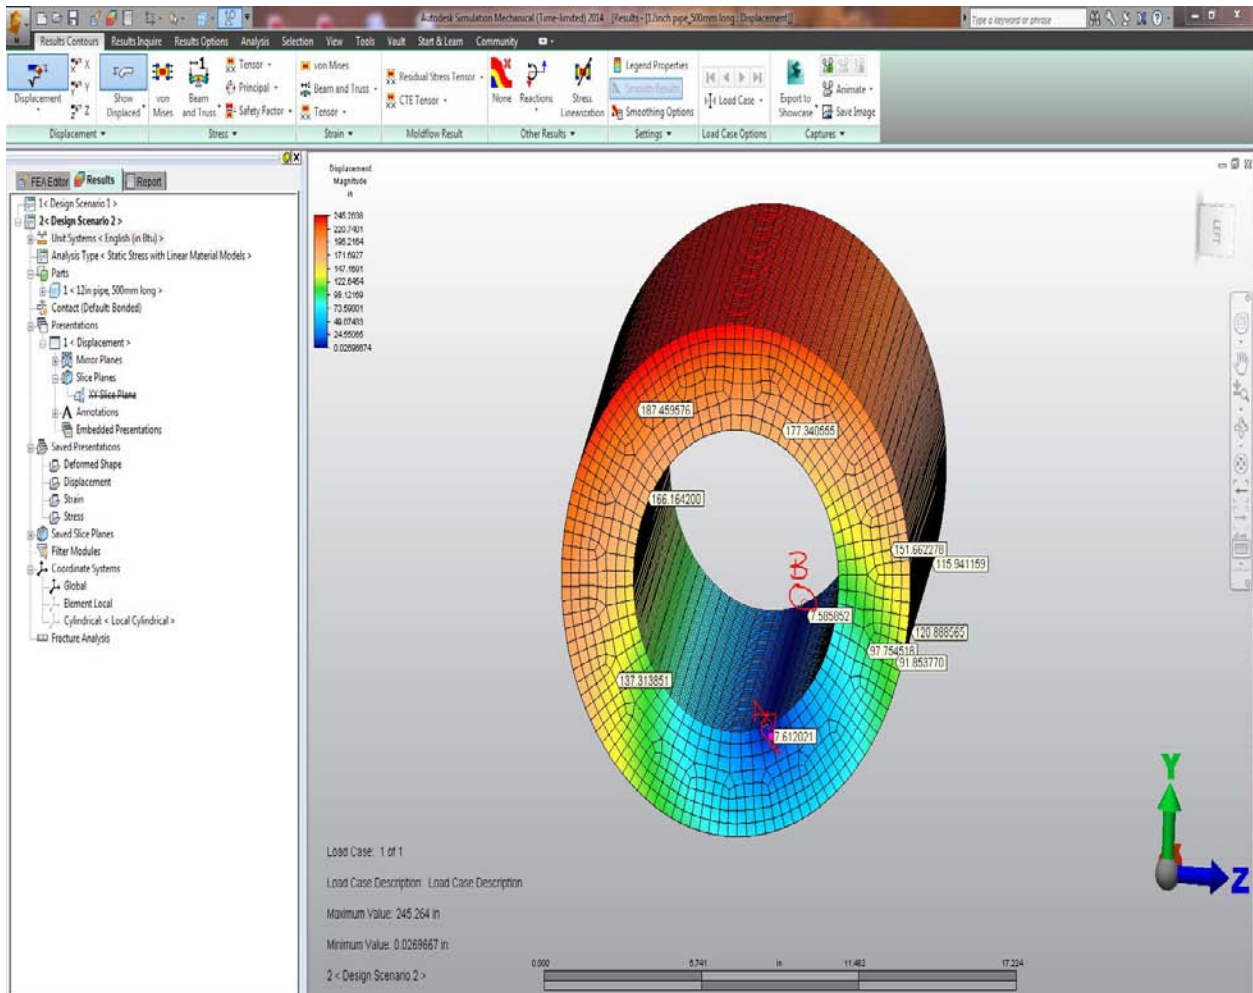 Autodesk Simulation Mechanical (Time-limited) 2014 - [Results - [12inch pipe_500mm long : Displacement]]
Type a keyword or phrase
Results Contours Results Inquire Results Options Analysis Selection View Tools Vault Start & Learn Community
Displacement
X
Y
Z
Show Displaced
von Mises
Beam and Truss
Tensor
Principal
Safety Factor
von Mises
Beam and Truss
Tensor
Residual Stress Tensor
CTE Tensor
None
Reactions
Stress Linearization
Legend Properties
Smooth Results
Smoothing Options
Load Case
Export to Showcase
Animate
Save Image
Displacement
Stress
Strain
Moldflow Result
Other Results
Settings
Load Case Options
Captures
FEA Editor Results Report
1 < Design Scenario 1 >
2 < Design Scenario 2 >
Unit Systems < English (in Btu) >
Analysis Type < Static Stress with Linear Material Models >
Parts
1 < 12in pipe, 500mm long >
Contact (Default: Bonded)
Presentations
1 < Displacement >
Mirror Planes
Slice Planes
XY Slice Plane
Annotations
Embedded Presentations
Saved Presentations
Deformed Shape
Displacement
Strain
Stress
Saved Slice Planes
Filter Modules
Coordinate Systems
Global
Element Local
Cylindrical: < Local Cylindrical >
Fracture Analysis
Displacement
Magnitude
in
245.2638
220.7401
196.2164
171.6927
147.1691
122.6454
98.12169
73.59801
49.07433
24.55065
0.02696674
LEFT
187.459576
177.340555
166.164200
151.662278
115.941159
B
7.585852
120.888565
97.754518
91.853770
137.313851
A
7.612021
Y
Z
Load Case: 1 of 1
Load Case Description: Load Case Description
Maximum Value: 245.264 in
Minimum Value: 0.0269667 in
2 < Design Scenario 2 >
0.000 5.741 in 11.482 17.224